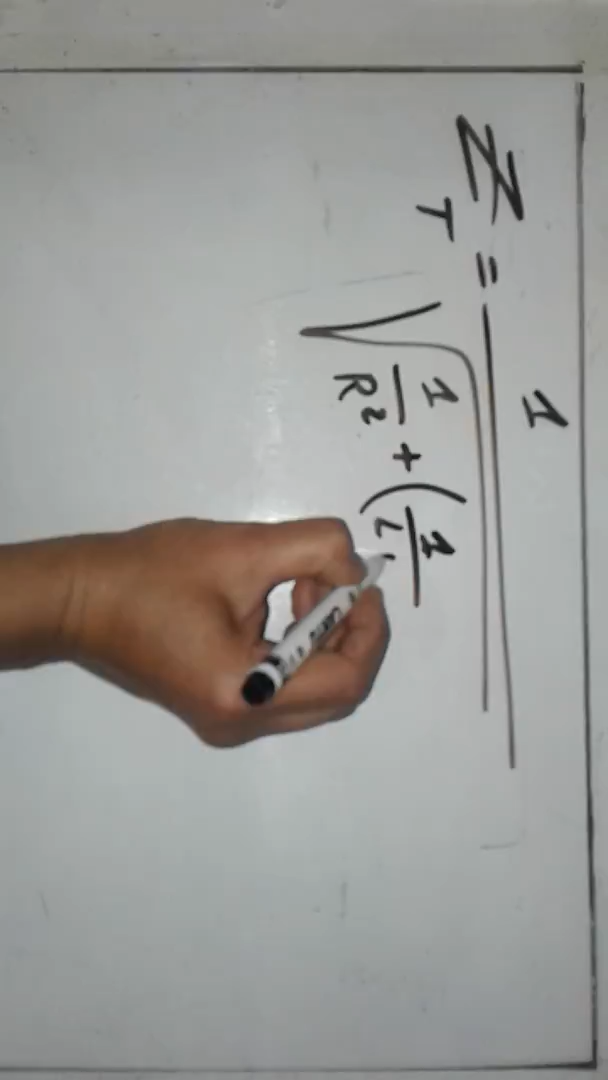 Z_T = 1
√ 1/R² + ( 1/L